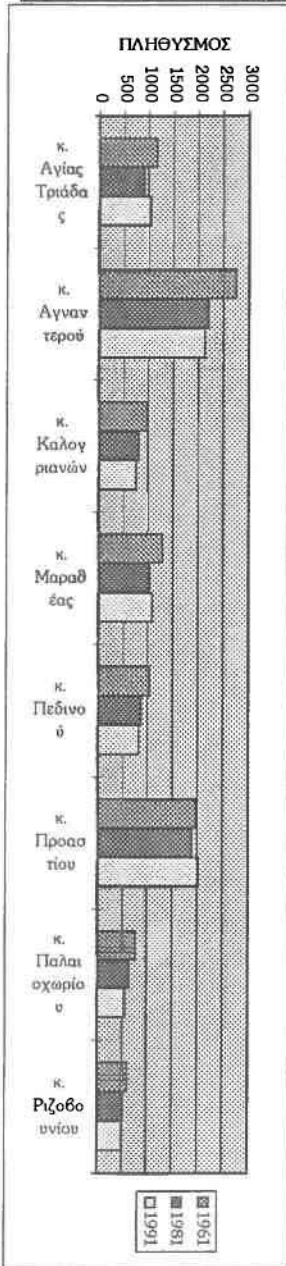 ΠΛΗΘΥΣΜΟΣ
3000
2500
2000
1500
1000
500
0
κ.
Αγίας
Τριάδα
ς
κ.
Αγναν
τερού
κ.
Καλογ
ριανών
κ.
Μαραθ
έας
κ.
Πεδινο
ύ
κ.
Προασ
τίου
κ.
Παλαι
οχωρίο
υ
κ.
Ριζοβο
υνίου
1961
1981
1991